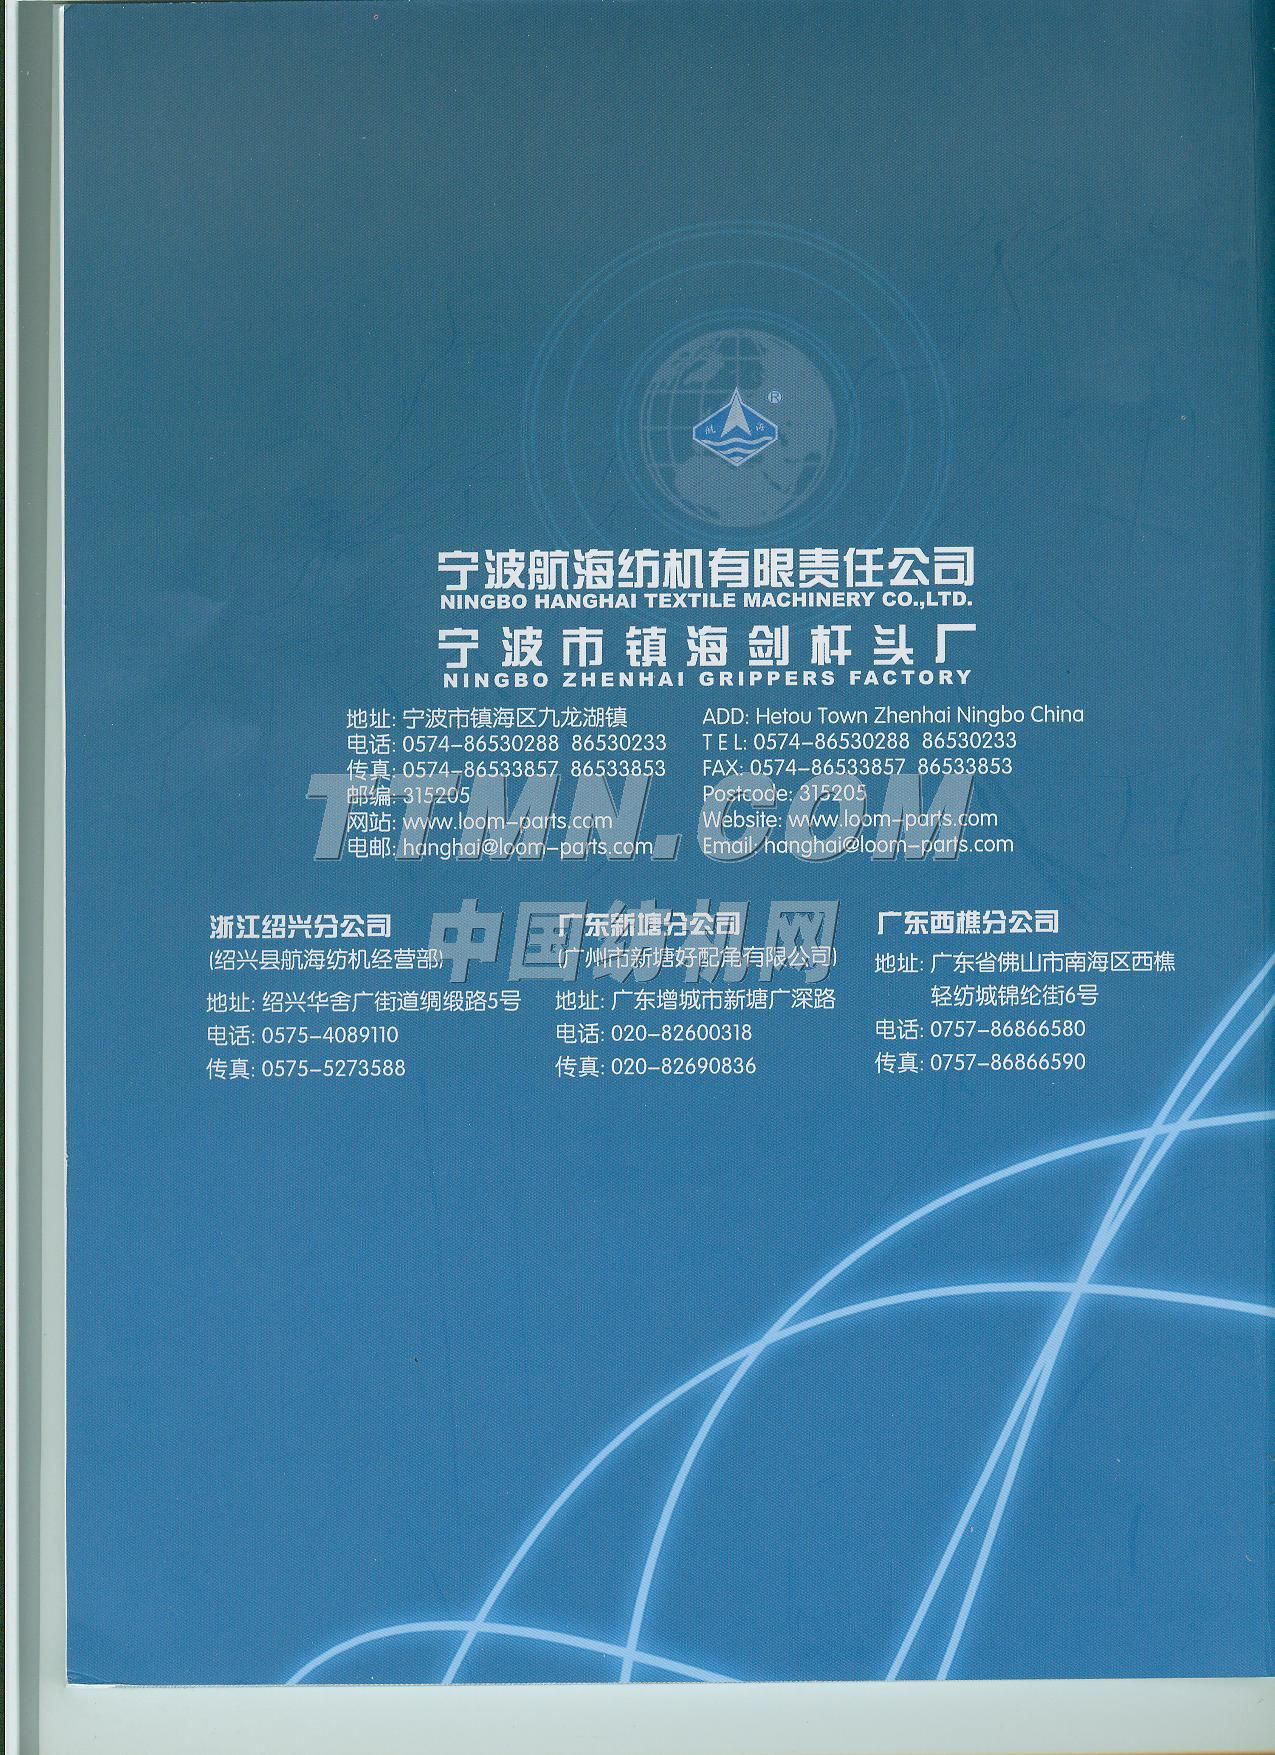 航 海 ®
宁波航海纺机有限责任公司
NINGBO HANGHAI TEXTILE MACHINERY CO.,LTD.
宁波市镇海剑杆头厂
NINGBO ZHENHAI GRIPPERS FACTORY
地址: 宁波市镇海区九龙湖镇
电话: 0574-86530288 86530233
传真: 0574-86533857 86533853
邮编: 315205
网站: www.loom-parts.com
电邮: hanghai@loom-parts.com
ADD: Hetou Town Zhenhai Ningbo China
TEL: 0574-86530288 86530233
FAX: 0574-86533857 86533853
Postcode: 315205
Website: www.loom-parts.com
Email: hanghai@loom-parts.com
TTMN.COM
中国纺机网
浙江绍兴分公司
(绍兴县航海纺机经营部)
地址: 绍兴华舍广街道绸缎路5号
电话: 0575-4089110
传真: 0575-5273588
广东新塘分公司
(广州市新塘好配角有限公司)
地址: 广东增城市新塘广深路
电话: 020-82600318
传真: 020-82690836
广东西樵分公司
地址: 广东省佛山市南海区西樵
轻纺城锦纶街6号
电话: 0757-86866580
传真: 0757-86866590